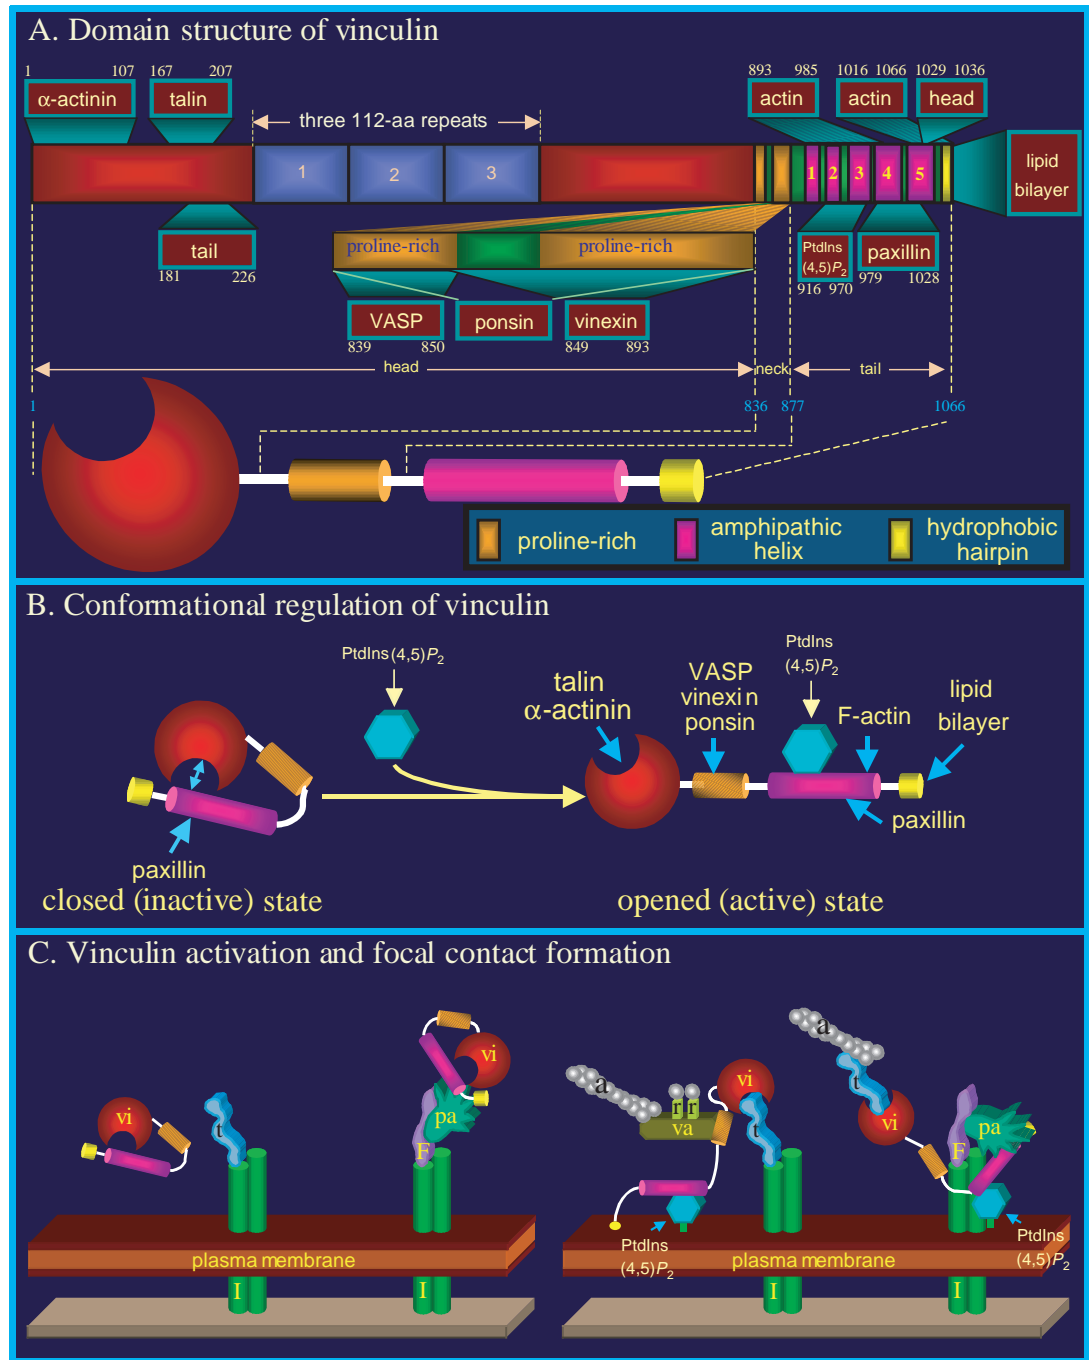 A. Domain structure of vinculin
1 107 167 207 893 985 1016 1066 1029 1036
α-actinin talin actin actin head
three 112-aa repeats
1 2 3 1 2 3 4 5
lipid
bilayer
tail
181 226
proline-rich proline-rich
PtdIns
(4,5)P2
916 970
paxillin
979 1028
VASP ponsin vinexin
839 850 849 893
head neck tail
1 836 877 1066
proline-rich
amphipathic
helix
hydrophobic
hairpin
B. Conformational regulation of vinculin
PtdIns(4,5)P2
paxillin
closed (inactive) state
talin
α-actinin
VASP
vinexin
ponsin
PtdIns
(4,5)P2
F-actin
lipid
bilayer
paxillin
opened (active) state
C. Vinculin activation and focal contact formation
vi t vi pa F
plasma membrane
I I
a r r va vi t
PtdIns
(4,5)P2
a t vi F pa
PtdIns
(4,5)P2
plasma membrane
I I